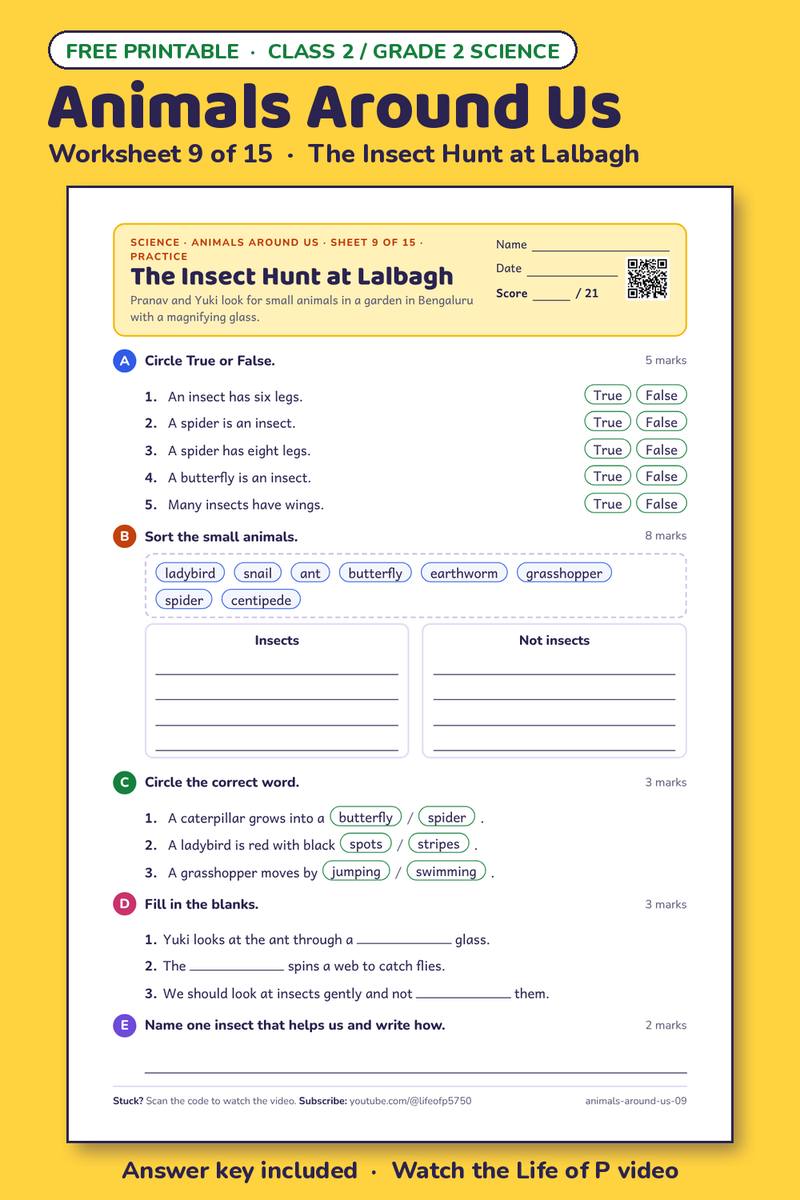 FREE PRINTABLE · CLASS 2 / GRADE 2 SCIENCE
Animals Around Us
Worksheet 9 of 15 · The Insect Hunt at Lalbagh
SCIENCE · ANIMALS AROUND US · SHEET 9 OF 15 ·
PRACTICE
The Insect Hunt at Lalbagh
Pranav and Yuki look for small animals in a garden in Bengaluru
with a magnifying glass.
Name ____________
Date ____________
Score ______ / 21
A Circle True or False. 5 marks
1. An insect has six legs. True False
2. A spider is an insect. True False
3. A spider has eight legs. True False
4. A butterfly is an insect. True False
5. Many insects have wings. True False
B Sort the small animals. 8 marks
ladybird snail ant butterfly earthworm grasshopper
spider centipede
Insects Not insects
C Circle the correct word. 3 marks
1. A caterpillar grows into a butterfly / spider .
2. A ladybird is red with black spots / stripes .
3. A grasshopper moves by jumping / swimming .
D Fill in the blanks. 3 marks
1. Yuki looks at the ant through a ____________ glass.
2. The ____________ spins a web to catch flies.
3. We should look at insects gently and not ____________ them.
E Name one insect that helps us and write how. 2 marks
Stuck? Scan the code to watch the video. Subscribe: youtube.com/@lifeofp5750 animals-around-us-09
Answer key included · Watch the Life of P video